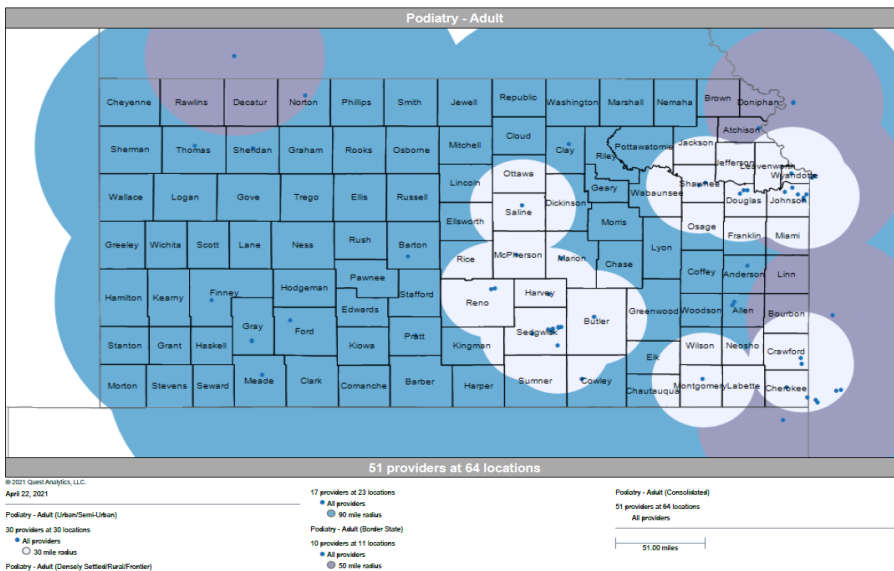 Podiatry - Adult
Cheyenne Rawlins Decatur Norton Phillips Smith Jewell Republic Washington Marshall Nemaha Brown Doniphan
Sherman Thomas Sheridan Graham Rooks Osborne Mitchell Cloud Clay Riley Pottawatomie Jackson Atchison
Jefferson Leavenworth Wyandotte
Wallace Logan Gove Trego Ellis Russell Lincoln Ottawa Saline Dickinson Geary Wabaunsee Shawnee Douglas Johnson
Greeley Wichita Scott Lane Ness Rush Barton Ellsworth Morris Osage Franklin Miami
Rice McPherson Marion Chase Lyon Coffey Anderson Linn
Hamilton Kearny Finney Hodgeman Pawnee Stafford Reno Harvey
Gray Ford Edwards Sedgwick Butler Greenwood Woodson Allen Bourbon
Stanton Grant Haskell Kiowa Pratt Kingman Elk Wilson Neosho Crawford
Morton Stevens Seward Meade Clark Comanche Barber Harper Sumner Cowley Chautauqua Montgomery Labette Cherokee
51 providers at 64 locations
© 2021 Quest Analytics, LLC.
April 22, 2021
Podiatry - Adult (Urban/Semi-Urban)
30 providers at 30 locations
All providers
30 mile radius
Podiatry - Adult (Densely Settled/Rural/Frontier)
17 providers at 23 locations
All providers
90 mile radius
Podiatry - Adult (Border State)
10 providers at 11 locations
All providers
50 mile radius
Podiatry - Adult (Consolidated)
51 providers at 64 locations
All providers
51.00 miles